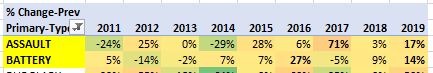 % Change-Prev
Primary-Type 2011 2012 2013 2014 2015 2016 2017 2018 2019
ASSAULT -24% 25% 0% -29% 28% 6% 71% 3% 17%
BATTERY 5% -14% -2% 7% 7% 27% -5% 9% 14%